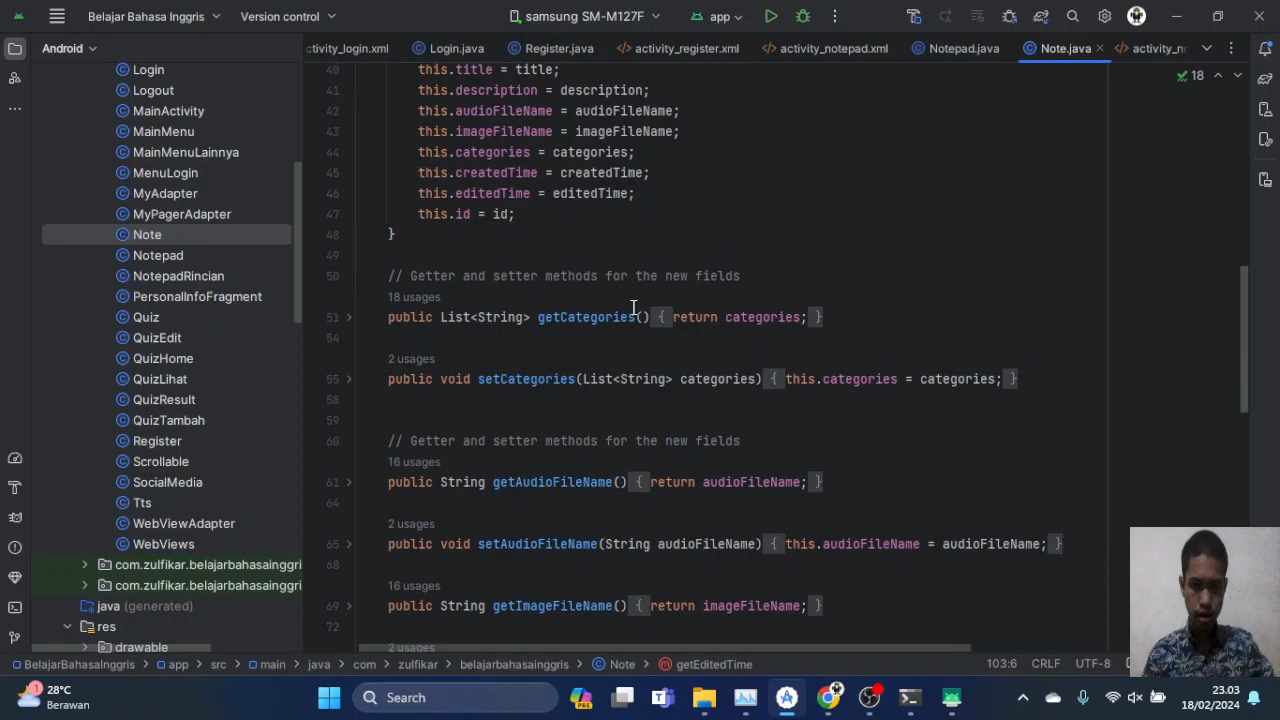 Belajar Bahasa Inggris Version control samsung SM-M127F app
Android
ctivity_login.xml Login.java Register.java activity_register.xml activity_notepad.xml Notepad.java Note.java activity_no
Login
Logout
MainActivity
MainMenu
MainMenuLainnya
MenuLogin
MyAdapter
MyPagerAdapter
Note
Notepad
NotepadRincian
PersonalInfoFragment
Quiz
QuizEdit
QuizHome
QuizLihat
QuizResult
QuizTambah
Register
Scrollable
SocialMedia
Tts
WebViewAdapter
WebViews
com.zulfikar.belajarbahasainggri
com.zulfikar.belajarbahasainggri
java (generated)
res
drawable
18
40 this.title = title;
41 this.description = description;
42 this.audioFileName = audioFileName;
43 this.imageFileName = imageFileName;
44 this.categories = categories;
45 this.createdTime = createdTime;
46 this.editedTime = editedTime;
47 this.id = id;
48 }
49
50 // Getter and setter methods for the new fields
18 usages
51 public List<String> getCategories() { return categories; }
54
2 usages
55 public void setCategories(List<String> categories) { this.categories = categories; }
58
59
60 // Getter and setter methods for the new fields
16 usages
61 public String getAudioFileName() { return audioFileName; }
64
2 usages
65 public void setAudioFileName(String audioFileName) { this.audioFileName = audioFileName; }
68
16 usages
69 public String getImageFileName() { return imageFileName; }
72
2 usages
BelajarBahasaInggris app src main java com zulfikar belajarbahasainggris Note getEditedTime 103:6 CRLF UTF-8
1 28°C
Berawan
Search
PRE
23.03
18/02/2024